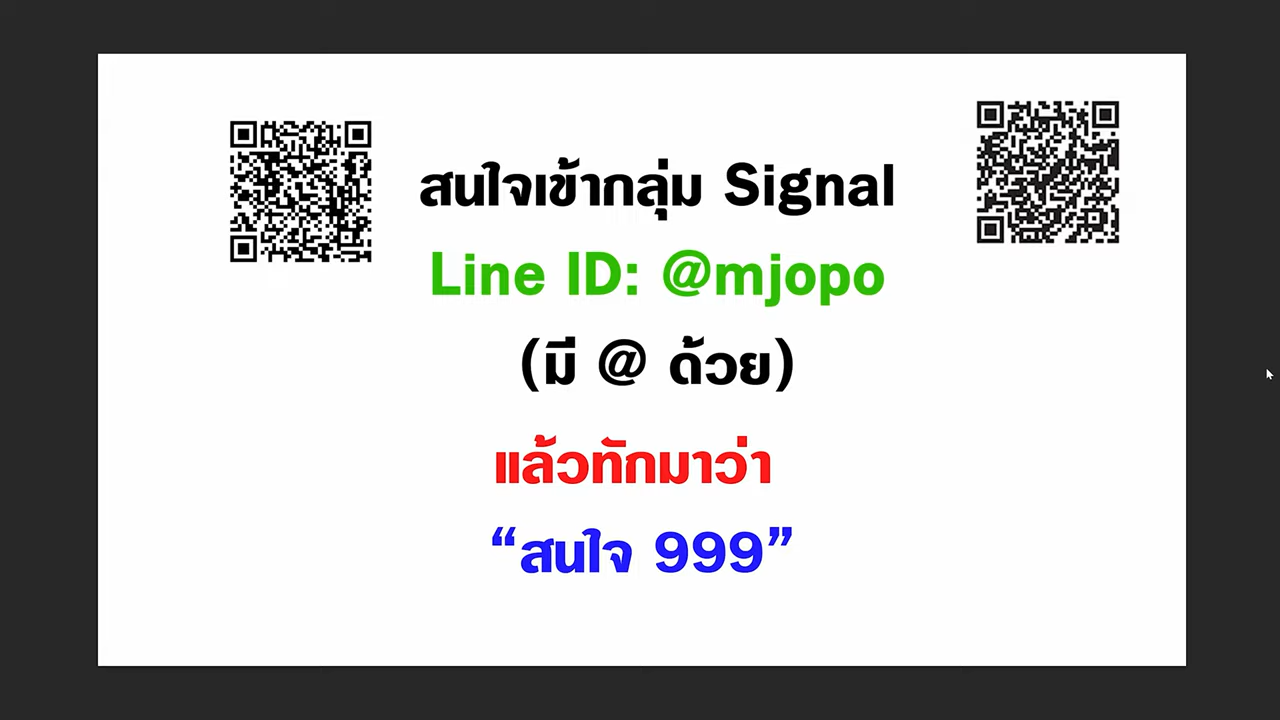 สนใจเข้ากลุ่ม Signal
Line ID: @mjopo
(มี @ ด้วย)
แล้วทักมาว่า
“สนใจ 999”